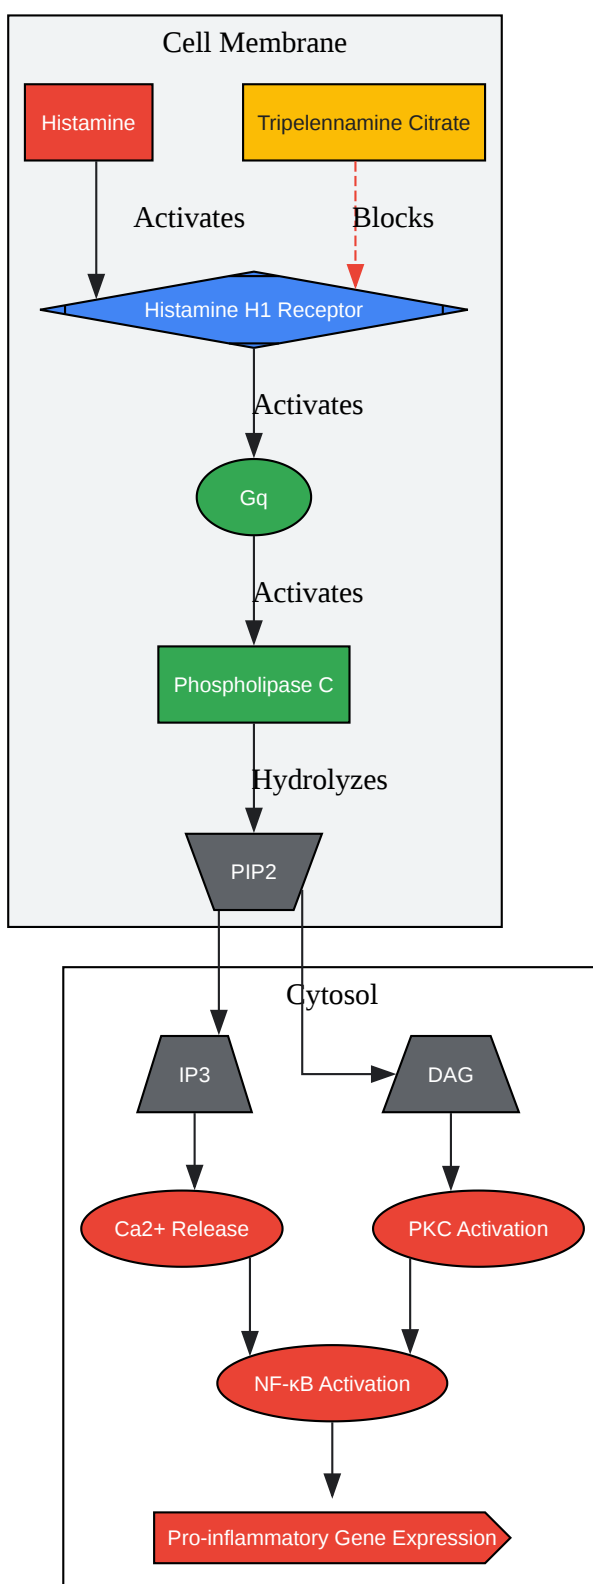 Cell Membrane
Histamine
Tripelennamine Citrate
Activates
Blocks
Histamine H1 Receptor
Activates
Gq
Activates
Phospholipase C
Hydrolyzes
PIP2
Cytosol
IP3
DAG
Ca2+ Release
PKC Activation
NF-κB Activation
Pro-inflammatory Gene Expression